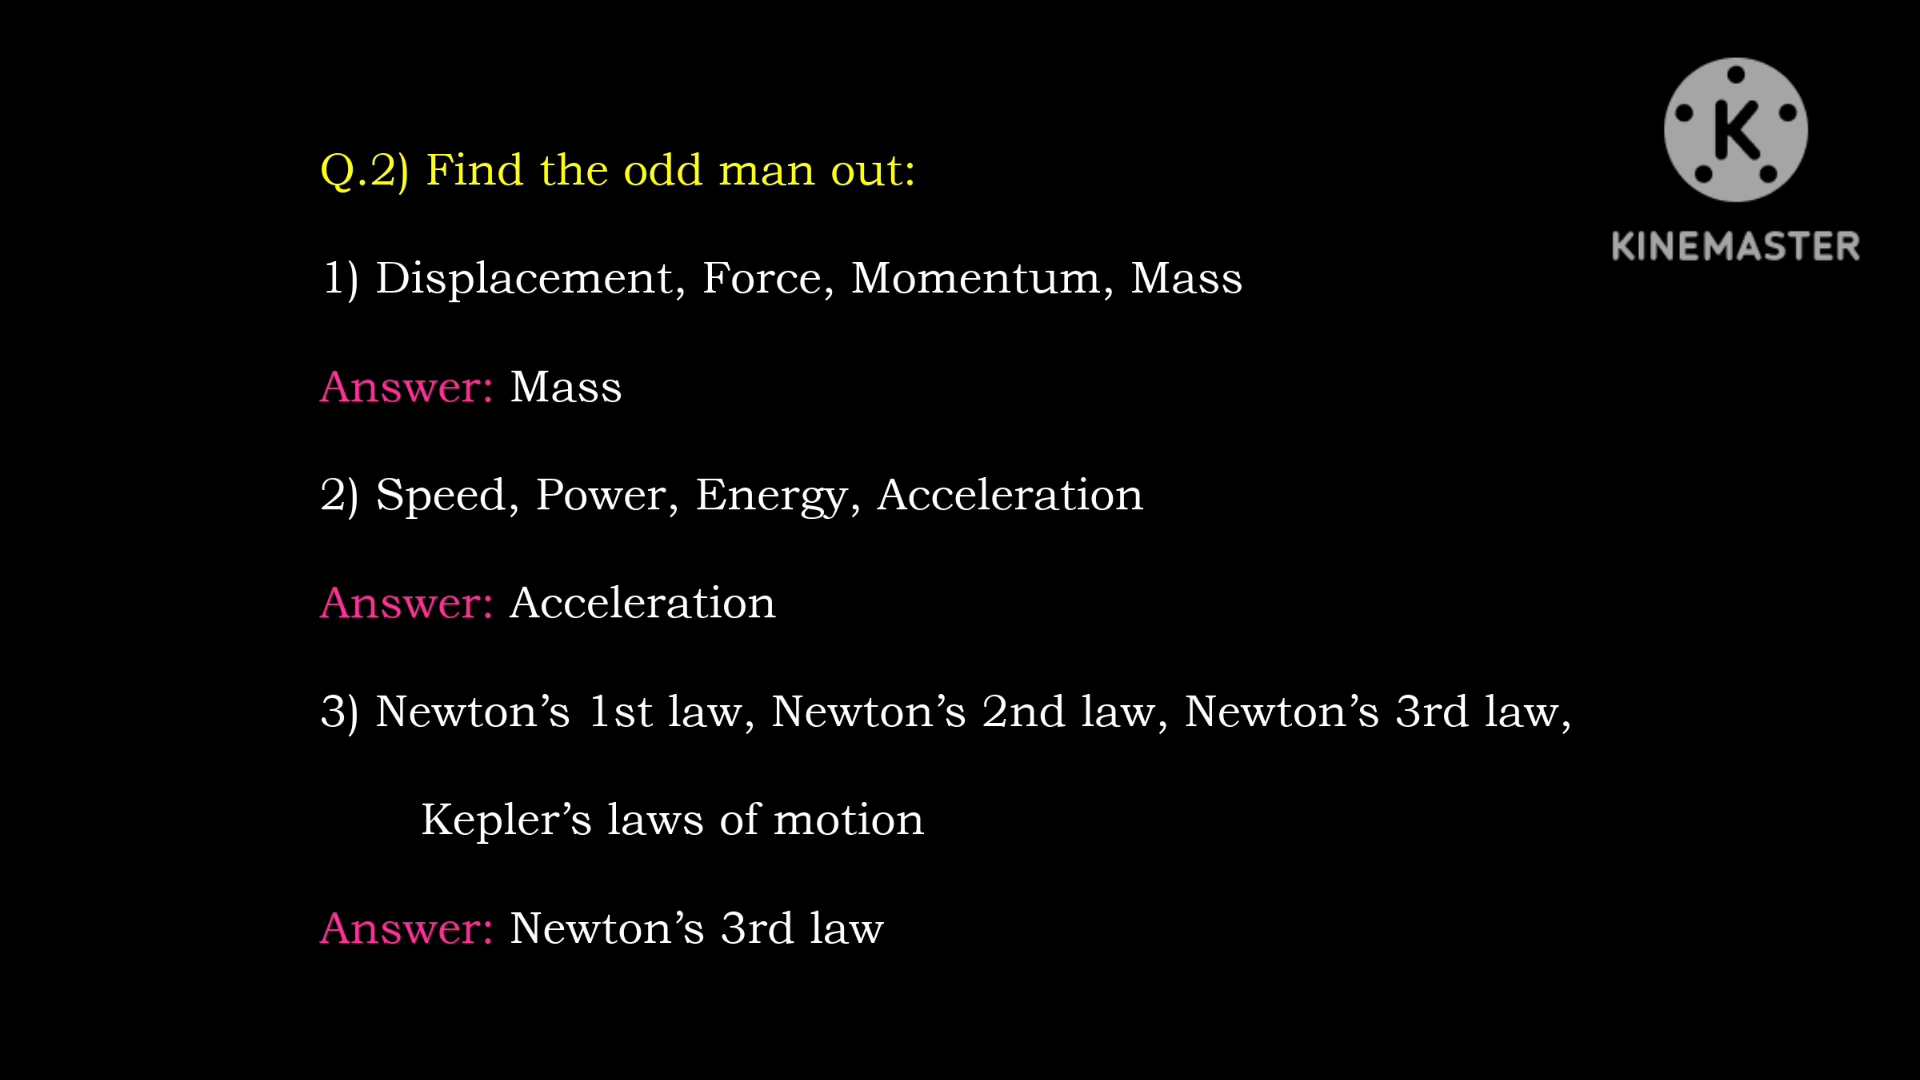 Q.2) Find the odd man out:
1) Displacement, Force, Momentum, Mass
Answer: Mass
2) Speed, Power, Energy, Acceleration
Answer: Acceleration
3) Newton’s 1st law, Newton’s 2nd law, Newton’s 3rd law,
Kepler’s laws of motion
Answer: Newton’s 3rd law
K
KINEMASTER